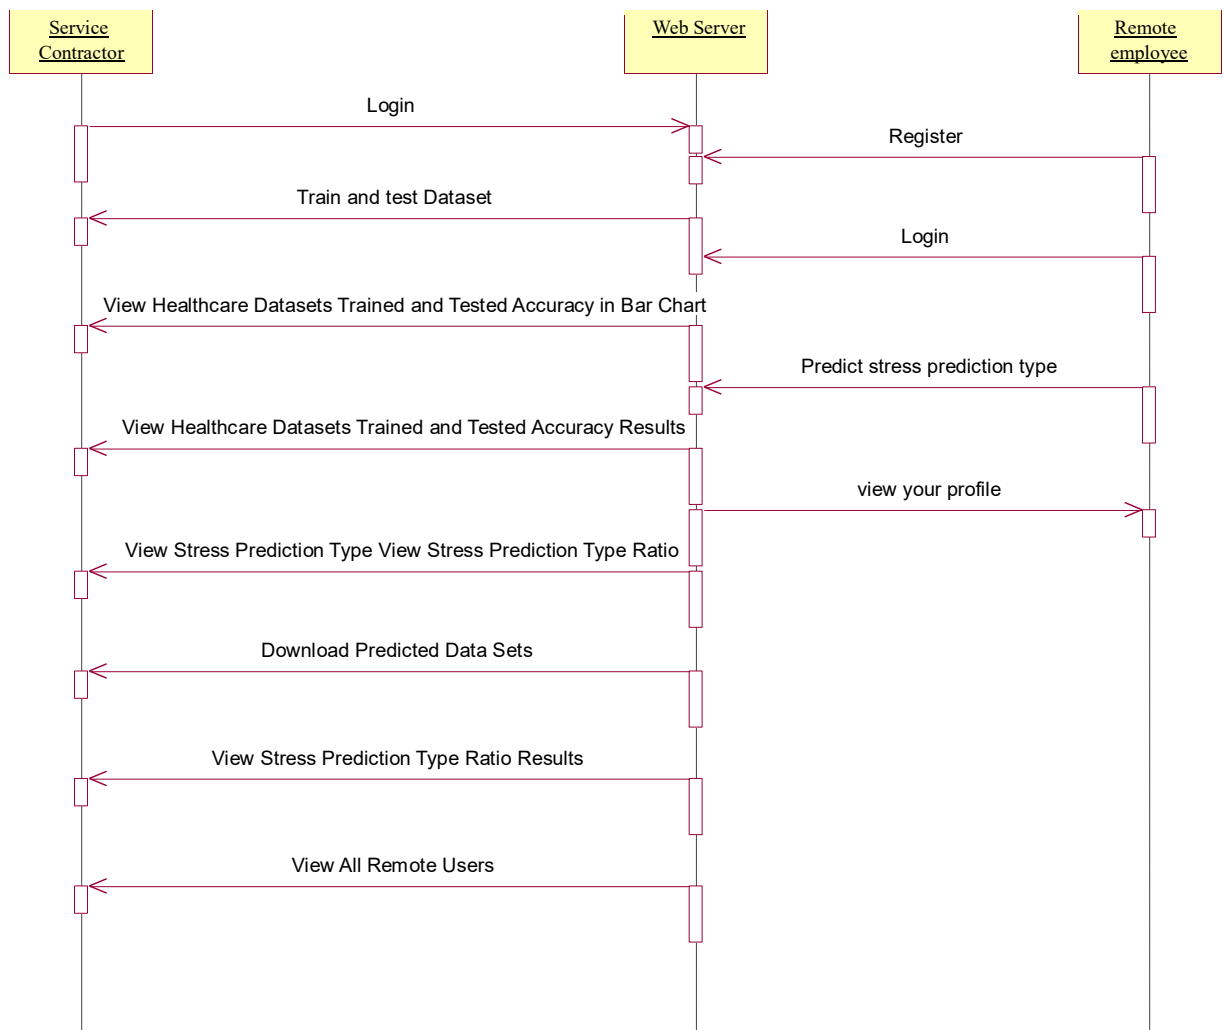 Service
Contractor
Web Server
Remote
employee
Login
Register
Train and test Dataset
Login
View Healthcare Datasets Trained and Tested Accuracy in Bar Chart
Predict stress prediction type
View Healthcare Datasets Trained and Tested Accuracy Results
view your profile
View Stress Prediction Type View Stress Prediction Type Ratio
Download Predicted Data Sets
View Stress Prediction Type Ratio Results
View All Remote Users